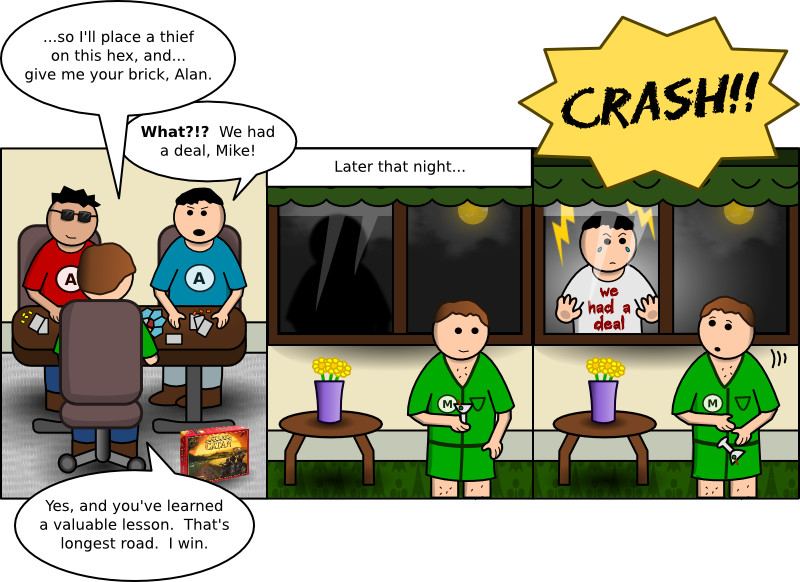 ...so I'll place a thief
on this hex, and...
give me your brick, Alan.
What?!?  We had
a deal, Mike!
A
A
CATAN
Yes, and you've learned
a valuable lesson.  That's
longest road.  I win.
Later that night...
M
CRASH!!
we
had a
deal
M